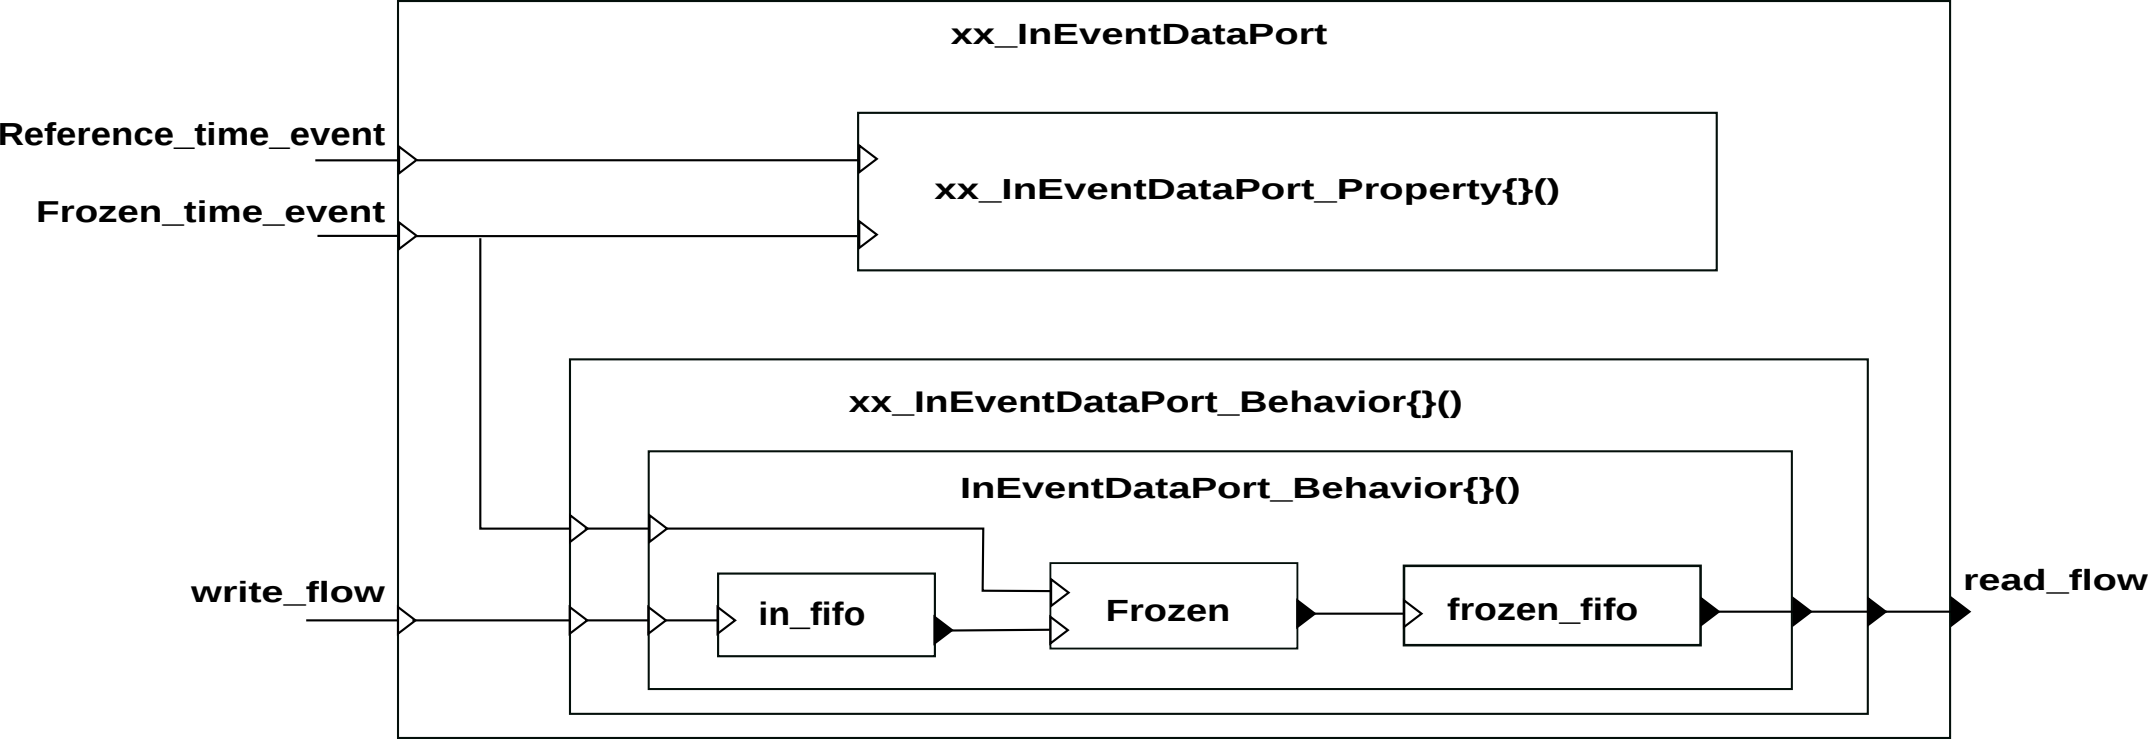 xx_InEventDataPort
Reference_time_event
xx_InEventDataPort_Property{}()
Frozen_time_event
xx_InEventDataPort_Behavior{}()
InEventDataPort_Behavior{}()
write_flow
in_fifo
Frozen
frozen_fifo
read_flow